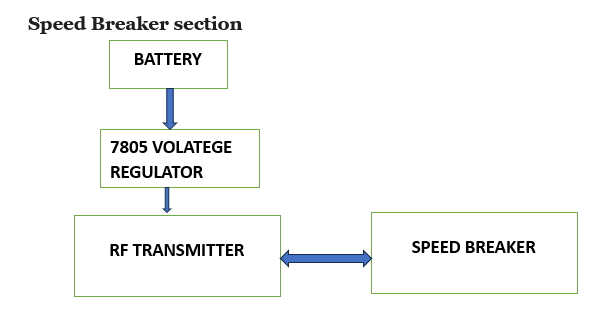 Speed Breaker section
BATTERY
7805 VOLATEGE
REGULATOR
RF TRANSMITTER
SPEED BREAKER